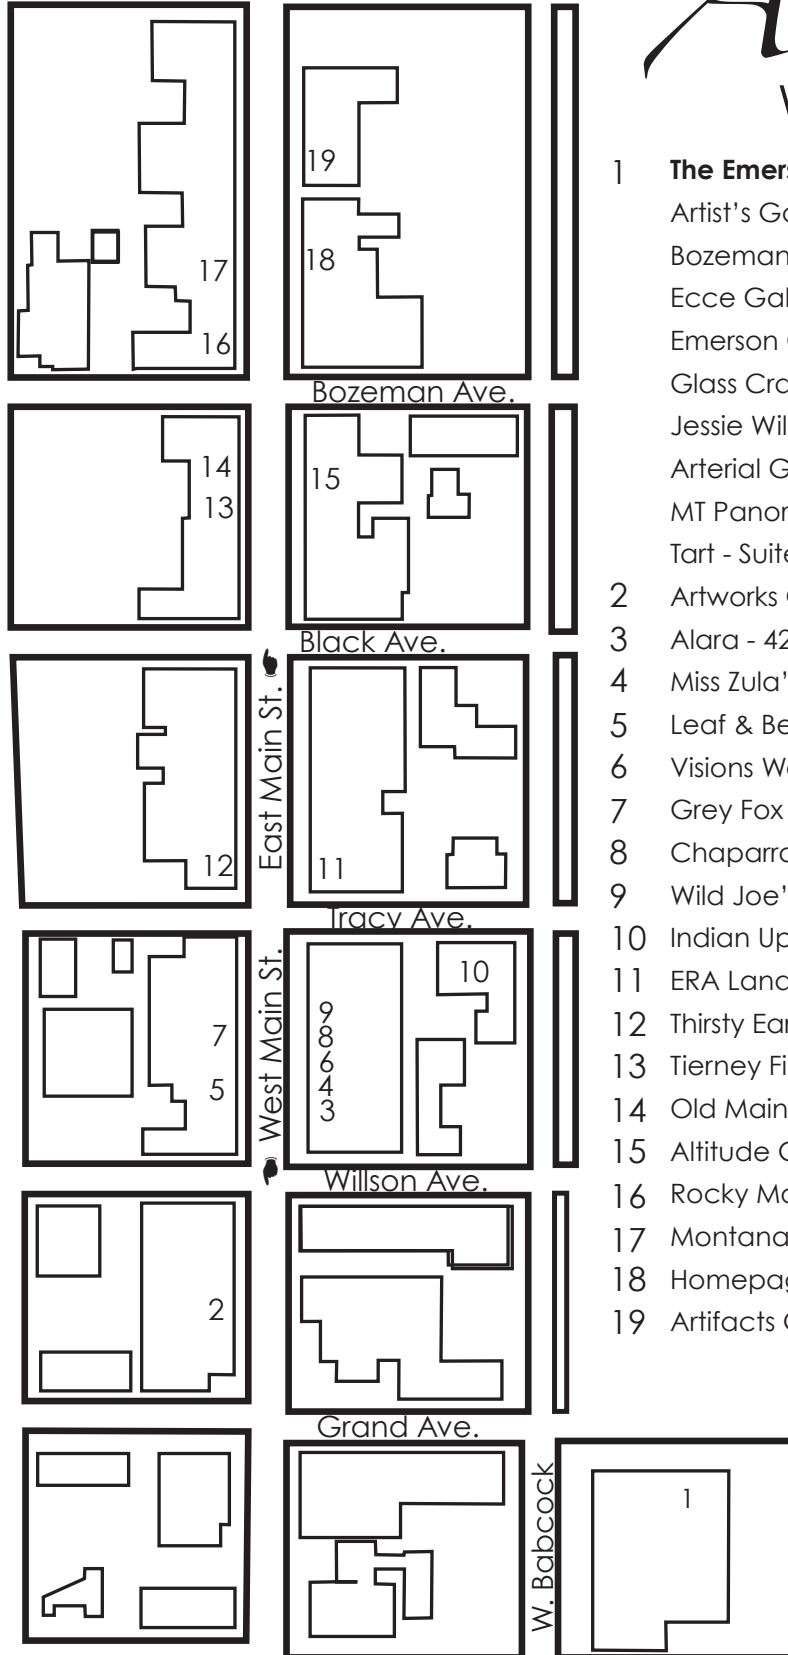 19
17
18
16
Bozeman Ave.
14
15
13
Black Ave.
East Main St.
12
11
Tracy Ave.
West Main St.
10
7
5
9
8
6
4
3
Willson Ave.
2
Grand Ave.
W. Babcock
1
1 The Emers
Artist’s Ga
Bozeman
Ecce Gal
Emerson
Glass Cra
Jessie Wil
Arterial G
MT Panor
Tart - Suite
2 Artworks
3 Alara - 42
4 Miss Zula’
5 Leaf & Be
6 Visions We
7 Grey Fox
8 Chaparra
9 Wild Joe’
10 Indian Up
11 ERA Land
12 Thirsty Ear
13 Tierney Fi
14 Old Main
15 Altitude G
16 Rocky Mo
17 Montana
18 Homepag
19 Artifacts G